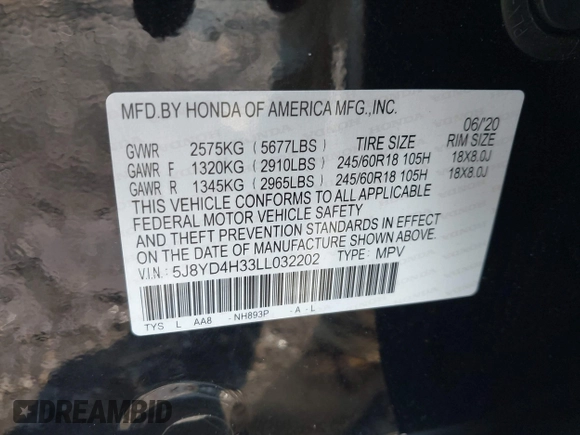 MFD.BY HONDA OF AMERICA MFG.,INC.
06/'20
GVWR 2575KG (5677LBS) TIRE SIZE RIM SIZE
GAWR F 1320KG (2910LBS) 245/60R18 105H 18X8.0J
GAWR R 1345KG (2965LBS) 245/60R18 105H 18X8.0J
THIS VEHICLE CONFORMS TO ALL APPLICABLE
FEDERAL MOTOR VEHICLE SAFETY
AND THEFT PREVENTION STANDARDS IN EFFECT
ON THE DATE OF MANUFACTURE SHOWN ABOVE.
V.I.N.: 5J8YD4H33LL032202 TYPE: MPV
TYS L AA8 -NH893P -A-L
DREAMBID